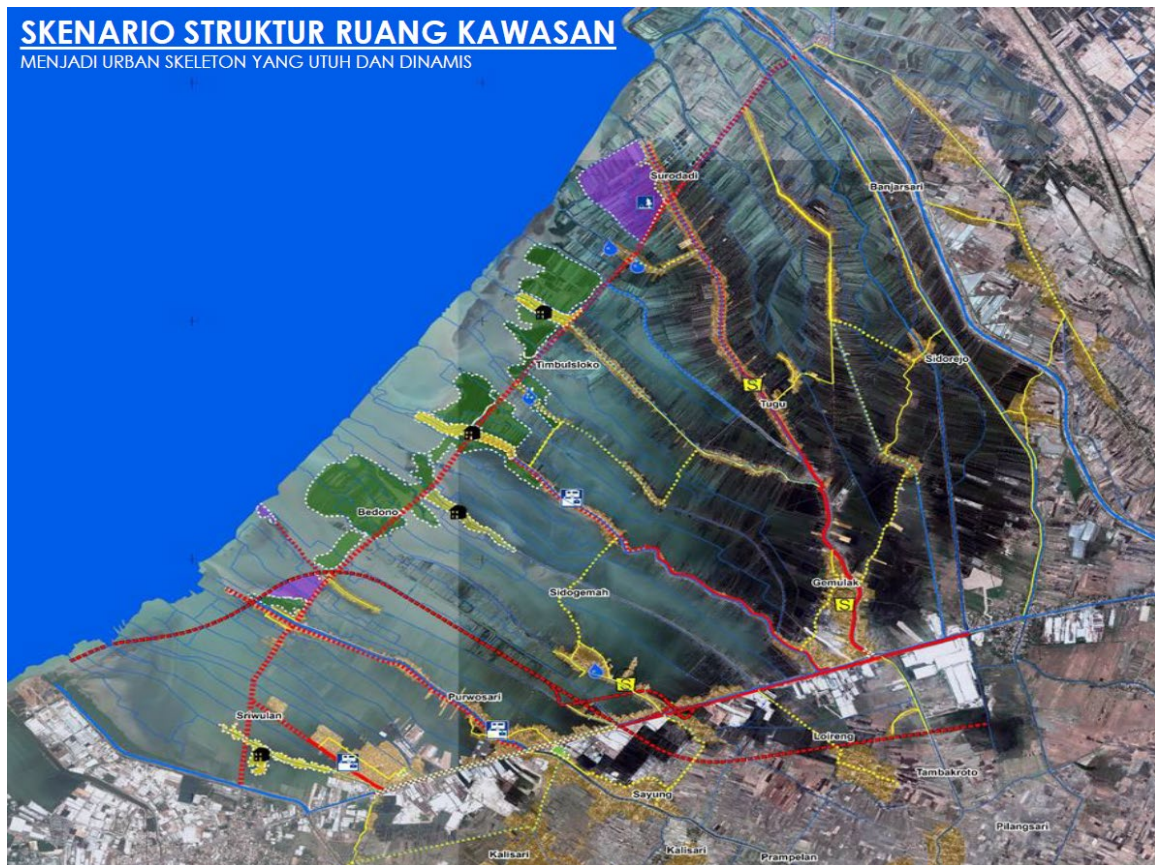 SKENARIO STRUKTUR RUANG KAWASAN
MENJADI URBAN SKELETON YANG UTUH DAN DINAMIS
Surodadi
Banjarsari
Timbulsloko
Sidorejo
Tugu
Bedono
Gemulak
Sidogemah
Purwosari
Sriwulan
Loireng
Tambakroto
Sayung
Pilangsari
Kalisari
Kalisari
Prampelan
S
S
S